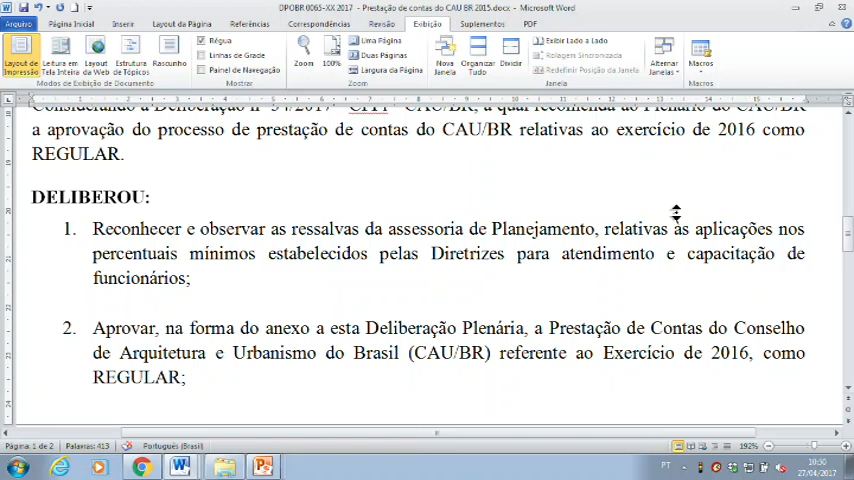 DPOBR 0065-XX 2017 - Prestação de contas do CAU BR 2015.docx - Microsoft Word
Arquivo Página Inicial Inserir Layout da Página Referências Correspondências Revisão Exibição Suplementos PDF
Layout de Impressão
Leitura em Tela Inteira
Layout da Web
Estrutura de Tópicos
Rascunho
Modos de Exibição de Documento
Régua
Linhas de Grade
Painel de Navegação
Mostrar
Zoom
100%
Uma Página
Duas Páginas
Largura da Página
Zoom
Nova Janela
Organizar Tudo
Dividir
Exibir Lado a Lado
Rolagem Sincronizada
Redefinir Posição da Janela
Alternar Janelas
Janela
Macros
Macros
a aprovação do processo de prestação de contas do CAU/BR relativas ao exercício de 2016 como
REGULAR.
DELIBEROU:
1. Reconhecer e observar as ressalvas da assessoria de Planejamento, relativas às aplicações nos
percentuais mínimos estabelecidos pelas Diretrizes para atendimento e capacitação de
funcionários;
2. Aprovar, na forma do anexo a esta Deliberação Plenária, a Prestação de Contas do Conselho
de Arquitetura e Urbanismo do Brasil (CAU/BR) referente ao Exercício de 2016, como
REGULAR;
Página: 1 de 2 Palavras: 413 Português (Brasil) 192%
PT
10:50
27/04/2017